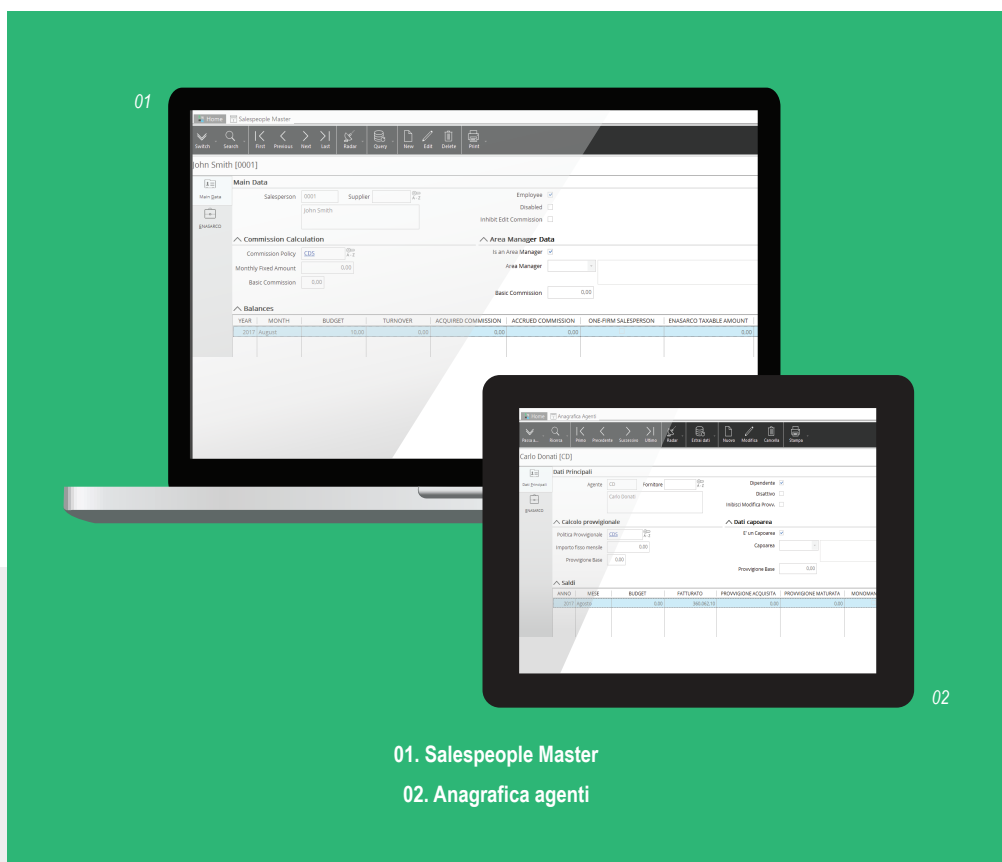 01
Home Salespeople Master
Switch Search First Previous Next Last Radar Query New Edit Delete Print
John Smith [0001]
Main Data
Main Data
ENASARCO
Salesperson 0001 Supplier
John Smith
Employee
Disabled
Inhibit Edit Commission
Commission Calculation
Commission Policy CDS
Monthly Fixed Amount 0,00
Basic Commission 0,00
Area Manager Data
Is an Area Manager
Area Manager
Basic Commission 0,00
Balances
YEAR MONTH BUDGET TURNOVER ACQUIRED COMMISSION ACCRUED COMMISSION ONE-FIRM SALESPERSON ENASARCO TAXABLE AMOUNT
2017 August 10,00 0,00 0,00 0,00 0,00
Home Anagrafica Agenti
Passa a... Ricerca Primo Precedente Successivo Ultimo Radar Estrai dati Nuovo Modifica Cancella Stampa
Carlo Donati [CD]
Dati Principali
Dati Principali
ENASARCO
Agente CD Fornitore
Carlo Donati
Dipendente
Disattivo
Inibisci Modifica Provv.
Calcolo provvigionale
Politica Provvigionale CDS
Importo fisso mensile 0,00
Provvigione Base 0,00
Dati capoarea
E' un Capoarea
Capoarea
Provvigione Base 0,00
Saldi
ANNO MESE BUDGET FATTURATO PROVVIGIONE ACQUISITA PROVVIGIONE MATURATA MONOMAN
2017 Agosto 0,00 0,00 0,00
02
01. Salespeople Master
02. Anagrafica agenti